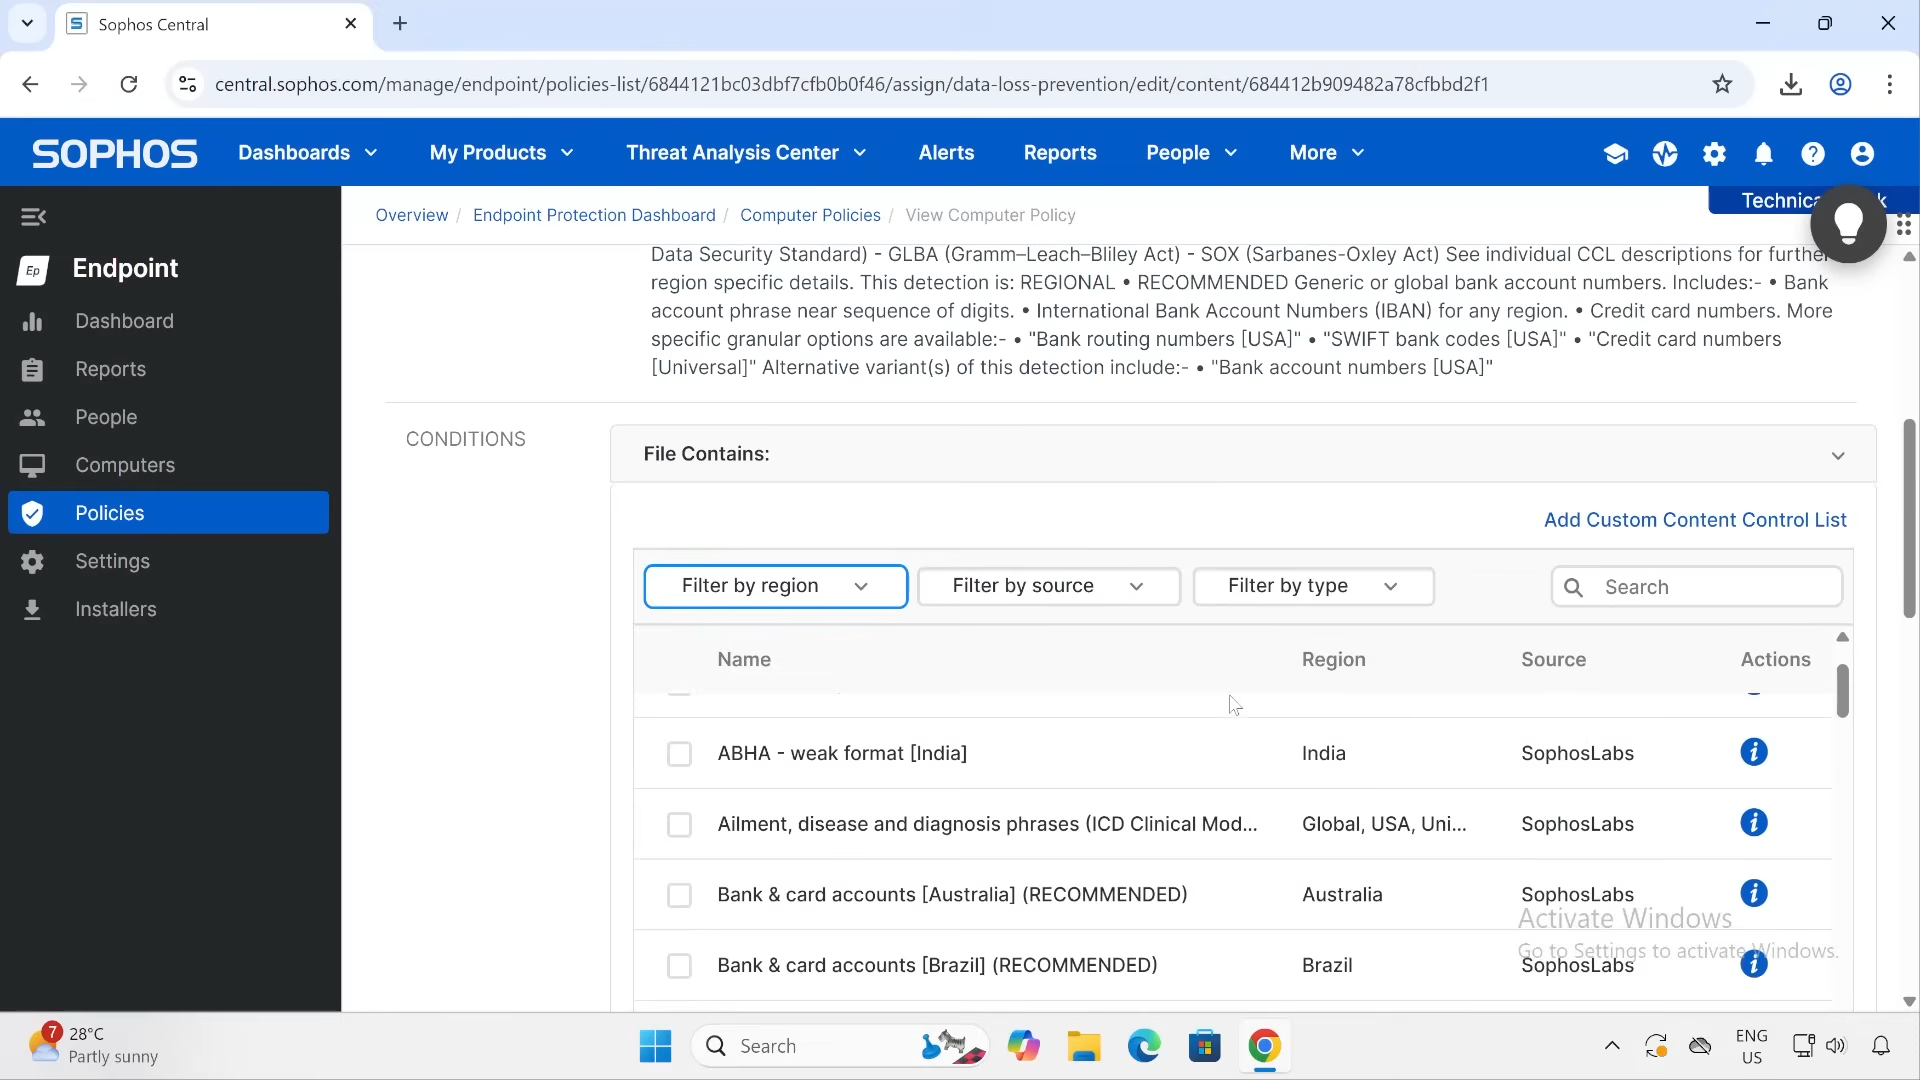 Sophos Central
central.sophos.com/manage/endpoint/policies-list/6844121bc03dbf7cfb0b0f46/assign/data-loss-prevention/edit/content/684412b909482a78cfbbd2f1
SOPHOS
Dashboards
My Products
Threat Analysis Center
Alerts
Reports
People
More
Overview / Endpoint Protection Dashboard / Computer Policies / View Computer Policy
Ep
Endpoint
Dashboard
Reports
People
Computers
Policies
Settings
Installers
Data Security Standard) - GLBA (Gramm–Leach–Bliley Act) - SOX (Sarbanes-Oxley Act) See individual CCL descriptions for further
region specific details. This detection is: REGIONAL • RECOMMENDED Generic or global bank account numbers. Includes:- • Bank
account phrase near sequence of digits. • International Bank Account Numbers (IBAN) for any region. • Credit card numbers. More
specific granular options are available:- • "Bank routing numbers [USA]" • "SWIFT bank codes [USA]" • "Credit card numbers
[Universal]" Alternative variant(s) of this detection include:- • "Bank account numbers [USA]"
CONDITIONS
File Contains:
Add Custom Content Control List
Filter by region
Filter by source
Filter by type
Search
Name Region Source Actions
ABHA - weak format [India] India SophosLabs
Ailment, disease and diagnosis phrases (ICD Clinical Mod... Global, USA, Uni... SophosLabs
Bank & card accounts [Australia] (RECOMMENDED) Australia SophosLabs
Bank & card accounts [Brazil] (RECOMMENDED) Brazil SophosLabs
Activate Windows
Go to Settings to activate Windows.
7
28°C
Partly sunny
Search
ENG
US